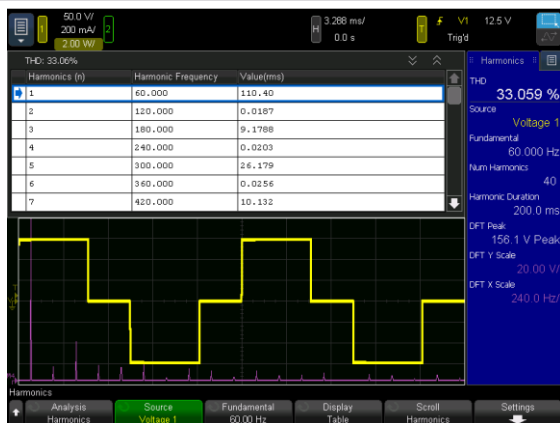 1 50.0 V/ 2 H 3.288 ms/ T V1 12.5 V
200 mA/ 0.0 s Trig'd
2.00 W/
THD: 33.06%
Harmonics (n) Harmonic Frequency Value(rms)
1 60.000 110.40
2 120.000 0.0187
3 180.000 9.1788
4 240.000 0.0203
5 300.000 26.179
6 360.000 0.0256
7 420.000 10.132
Harmonics
THD
33.059 %
Source
Voltage 1
Fundamental
60.000 Hz
Num Harmonics
40
Harmonic Duration
200.0 ms
DFT Peak
156.1 V Peak
DFT Y Scale
20.00 V/
DFT X Scale
240.0 Hz/
Harmonics
Analysis Source Fundamental Display Scroll Settings
Harmonics Voltage 1 60.00 Hz Table Harmonics